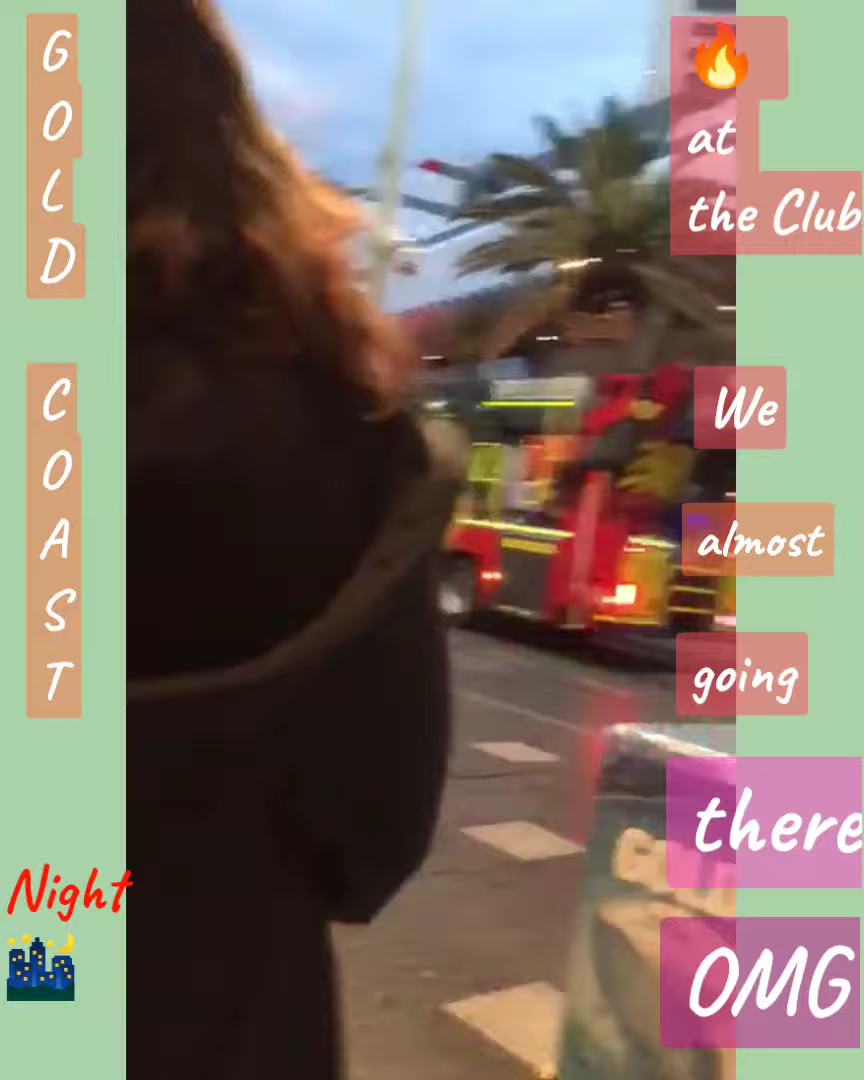 GOLD
COAST
Night
🔥
at
the Club
We
almost
going
there
OMG